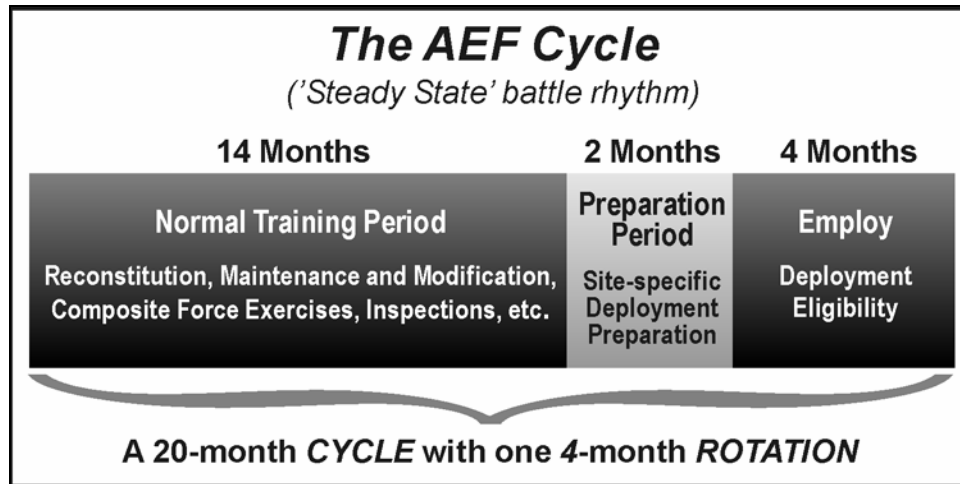 The AEF Cycle
('Steady State' battle rhythm)
14 Months
2 Months
4 Months
Normal Training Period
Reconstitution, Maintenance and Modification,
Composite Force Exercises, Inspections, etc.
Preparation
Period
Site-specific
Deployment
Preparation
Employ
Deployment
Eligibility
A 20-month CYCLE with one 4-month ROTATION